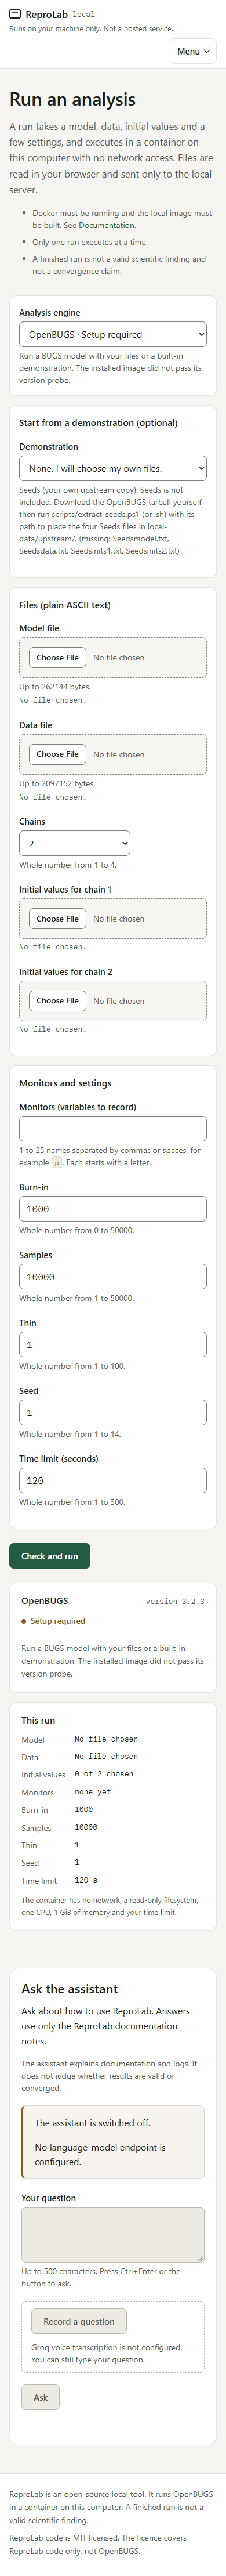 ReproLab local
Runs on your machine only. Not a hosted service.
Menu
Run an analysis
A run takes a model, data, initial values and a
few settings, and executes in a container on
this computer with no network access. Files are
read in your browser and sent only to the local
server.
Docker must be running and the local image must
be built. See Documentation.
Only one run executes at a time.
A finished run is not a valid scientific finding and
not a convergence claim.
Analysis engine
OpenBUGS · Setup required
Run a BUGS model with your files or a built-in
demonstration. The installed image did not pass its
version probe.
Start from a demonstration (optional)
Demonstration
None. I will choose my own files.
Seeds (your own upstream copy): Seeds is not
included. Download the OpenBUGS tarball yourself,
then run scripts/extract-seeds.ps1 (or .sh) with its
path to place the four Seeds files in local-
data/upstream/. (missing: Seedsmodel.txt,
Seedsdata.txt, Seedsinits1.txt, Seedsinits2.txt)
Files (plain ASCII text)
Model file
Choose File No file chosen
Up to 262144 bytes.
No file chosen.
Data file
Choose File No file chosen
Up to 2097152 bytes.
No file chosen.
Chains
2
Whole number from 1 to 4.
Initial values for chain 1
Choose File No file chosen
No file chosen.
Initial values for chain 2
Choose File No file chosen
No file chosen.
Monitors and settings
Monitors (variables to record)
1 to 25 names separated by commas or spaces, for
example p. Each starts with a letter.
Burn-in
1000
Whole number from 0 to 50000.
Samples
10000
Whole number from 1 to 50000.
Thin
1
Whole number from 1 to 100.
Seed
1
Whole number from 1 to 14.
Time limit (seconds)
120
Whole number from 1 to 300.
Check and run
OpenBUGS version 3.2.3
Setup required
Run a BUGS model with your files or a built-in
demonstration. The installed image did not pass its
version probe.
This run
Model No file chosen
Data No file chosen
Initial values 0 of 2 chosen
Monitors none yet
Burn-in 1000
Samples 10000
Thin 1
Seed 1
Time limit 120 s
The container has no network, a read-only filesystem,
one CPU, 1 GiB of memory and your time limit.
Ask the assistant
Ask about how to use ReproLab. Answers
use only the ReproLab documentation
notes.
The assistant explains documentation and logs. It
does not judge whether results are valid or
converged.
The assistant is switched off.
No language-model endpoint is
configured.
Your question
Up to 500 characters. Press Ctrl+Enter or the
button to ask.
Record a question
Groq voice transcription is not configured.
You can still type your question.
Ask
ReproLab is an open-source local tool. It runs OpenBUGS
in a container on this computer. A finished run is not a
valid scientific finding.
ReproLab code is MIT licensed. The licence covers
ReproLab code only, not OpenBUGS.